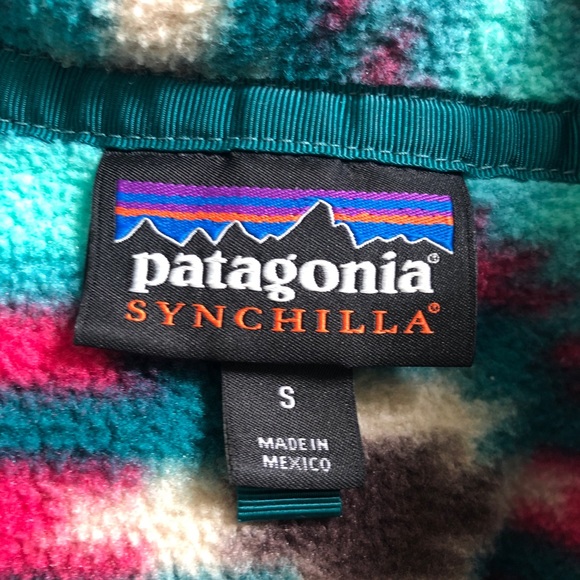 patagonia®
SYNCHILLA®
S
MADE IN
MEXICO